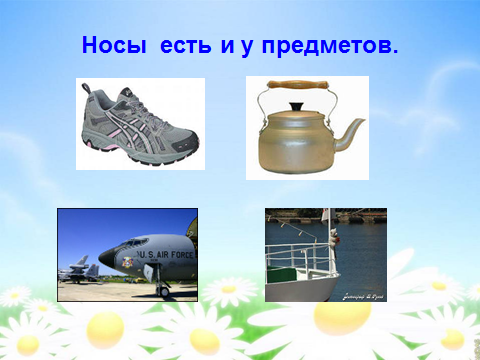 Носы есть и у предметов.
U.S. AIR FORCE